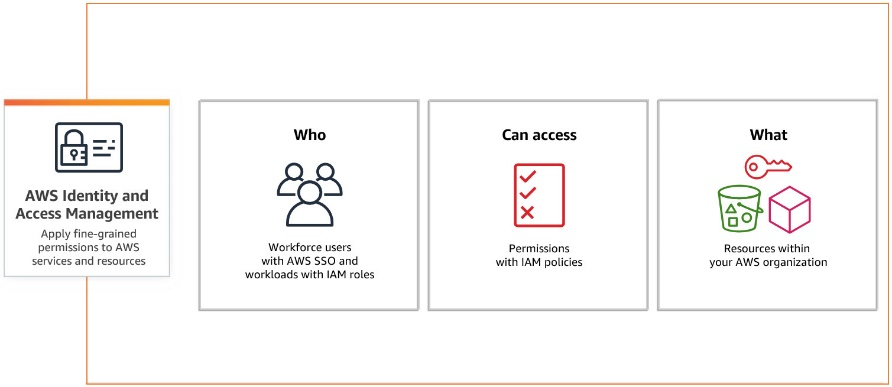 AWS Identity and
Access Management
Apply fine-grained
permissions to AWS
services and resources
Who
Workforce users
with AWS SSO and
workloads with IAM roles
Can access
Permissions
with IAM policies
What
Resources within
your AWS organization